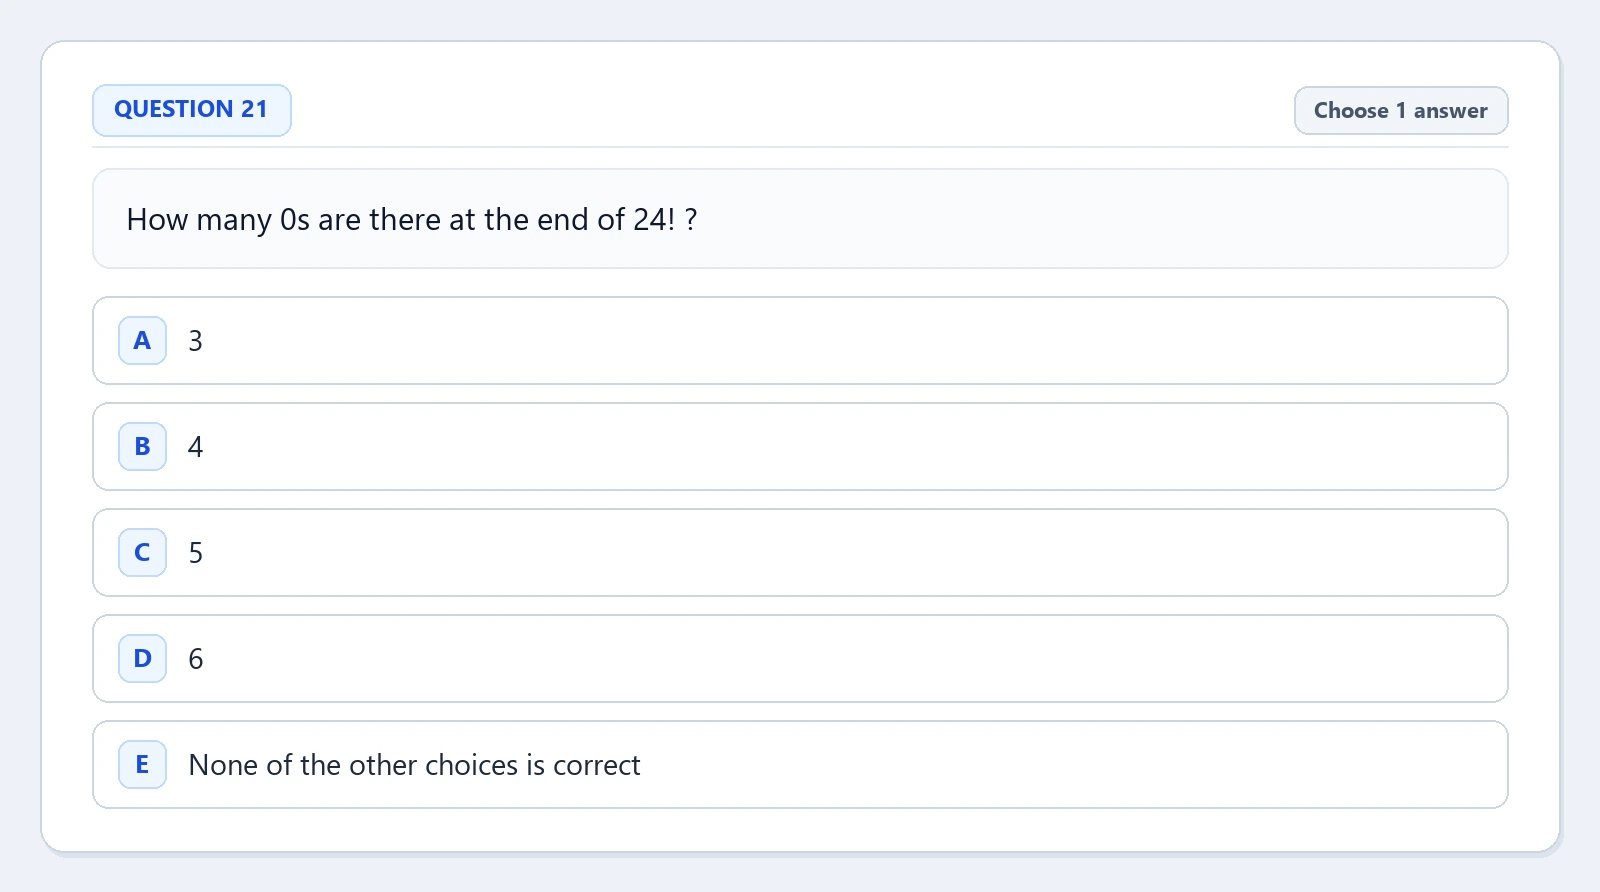 QUESTION 21
Choose 1 answer
How many 0s are there at the end of 24! ?
A 3
B 4
C 5
D 6
E None of the other choices is correct